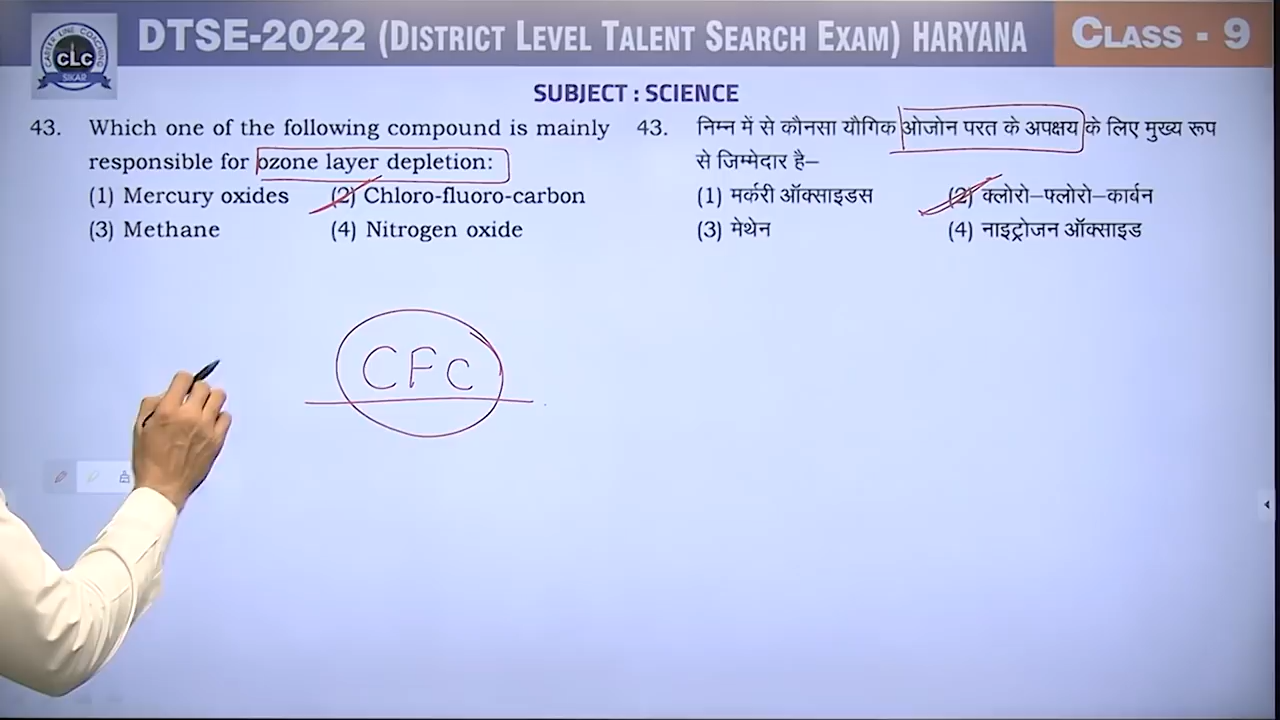 CAREER LINE COACHING
CLC
SIKAR
DTSE-2022 (DISTRICT LEVEL TALENT SEARCH EXAM) HARYANA
CLASS - 9
SUBJECT : SCIENCE
43. Which one of the following compound is mainly
responsible for ozone layer depletion:
(1) Mercury oxides (2) Chloro-fluoro-carbon
(3) Methane (4) Nitrogen oxide
43. निम्न में से कौनसा यौगिक ओजोन परत के अपक्षय के लिए मुख्य रूप
से जिम्मेदार है–
(1) मर्करी ऑक्साइडस (2) क्लोरो–फ्लोरो–कार्बन
(3) मेथेन (4) नाइट्रोजन ऑक्साइड
CFC